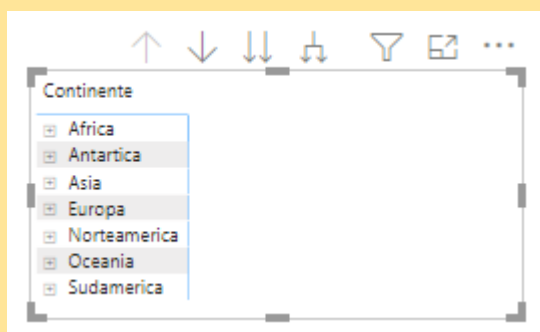 Continente
Africa
Antartica
Asia
Europa
Norteamerica
Oceania
Sudamerica